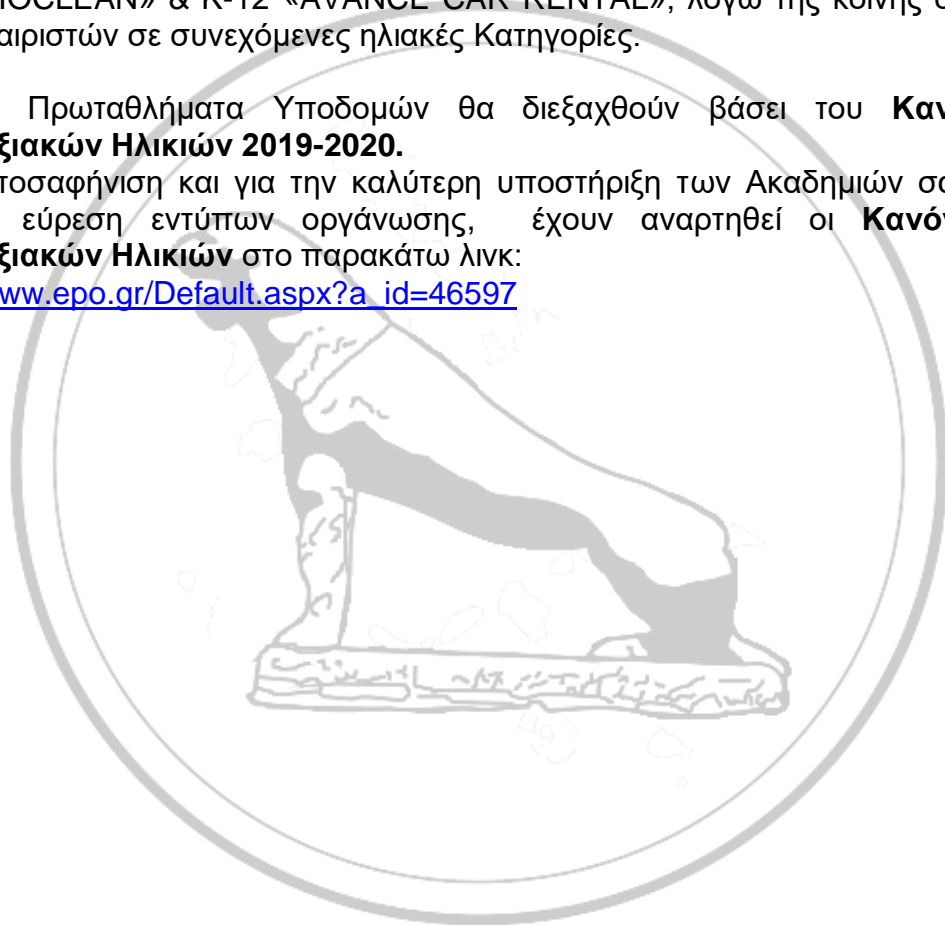 ΙΟCLEAN» & Κ-12 «AVANCE CAR RENTAL», λόγω της κοινής
αιριστών σε συνεχόμενες ηλιακές Κατηγορίες.
Πρωταθλήματα Υποδομών θα διεξαχθούν βάσει του Καν
ξιακών Ηλικιών 2019-2020.
τοσαφήνιση και για την καλύτερη υποστήριξη των Ακαδημιών σα
εύρεση εντύπων οργάνωσης, έχουν αναρτηθεί οι Κανόν
ξιακών Ηλικιών στο παρακάτω λινκ:
ww.epo.gr/Default.aspx?a_id=46597